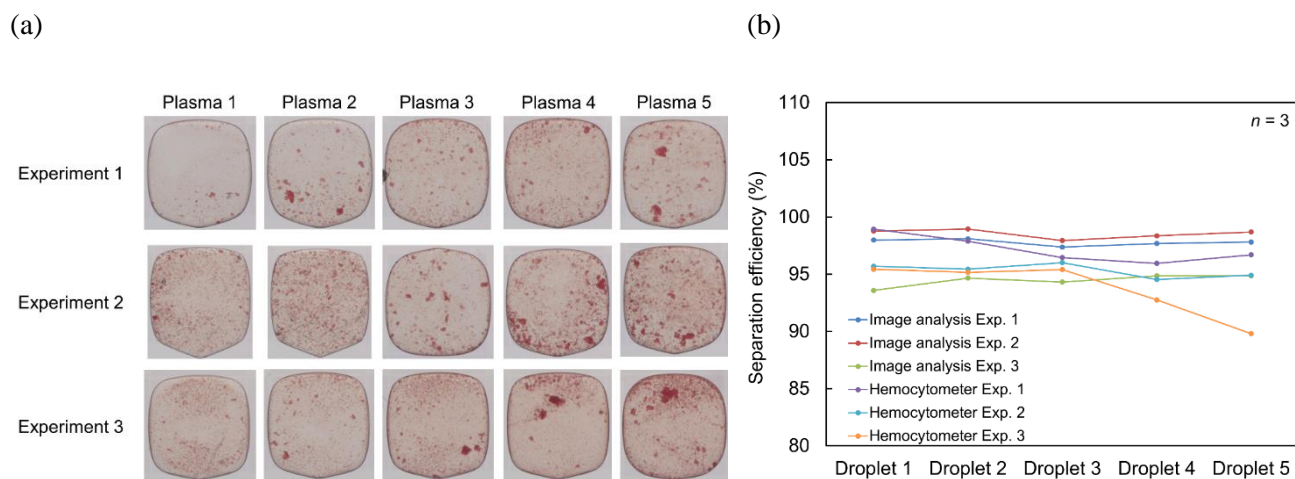 (a)
Plasma 1 Plasma 2 Plasma 3 Plasma 4 Plasma 5
Experiment 1
Experiment 2
Experiment 3
(b)
Separation efficiency (%)
110
105
100
95
90
85
80
n = 3
Image analysis Exp. 1
Image analysis Exp. 2
Image analysis Exp. 3
Hemocytometer Exp. 1
Hemocytometer Exp. 2
Hemocytometer Exp. 3
Droplet 1 Droplet 2 Droplet 3 Droplet 4 Droplet 5